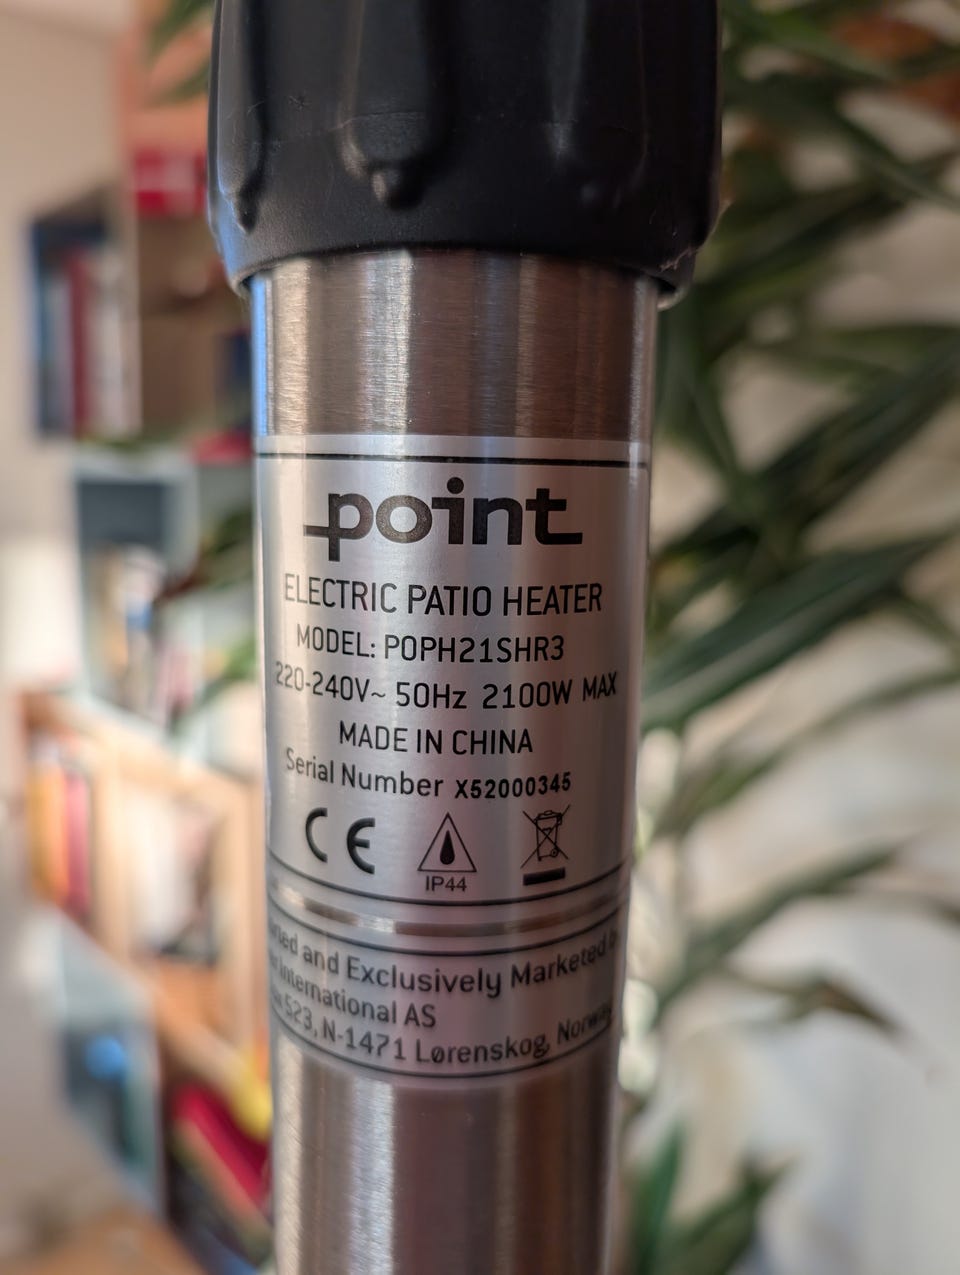 point
ELECTRIC PATIO HEATER
MODEL: POPH21SHR3
220-240V~ 50Hz 2100W MAX
MADE IN CHINA
Serial Number X52000345
CE
IP44
and Exclusively Marketed
International AS
523, N-1471 Lørenskog, Norway